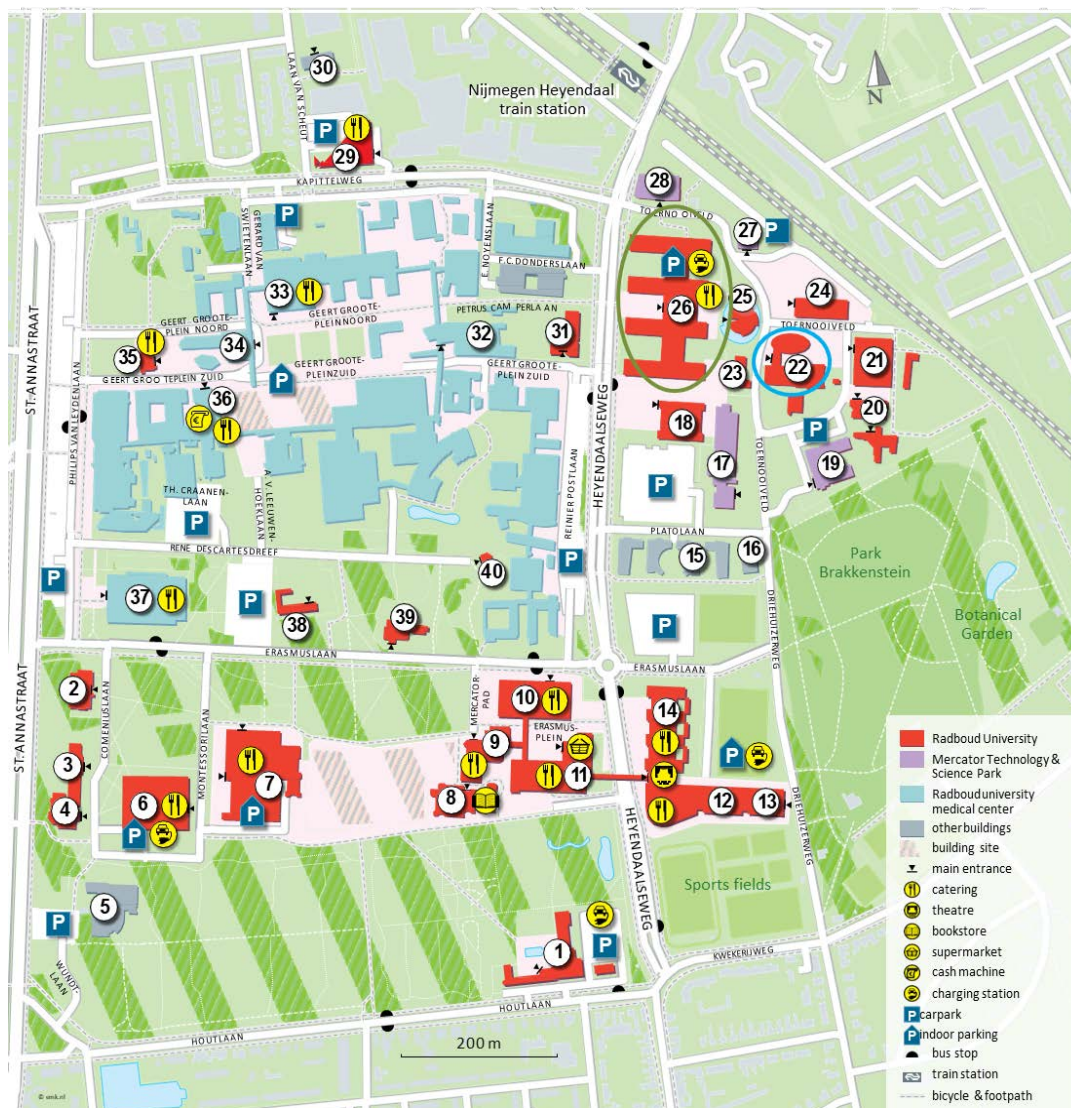 30
LAAN VAN SCHEUT
Nijmegen Heyendaal
train station
N
P
29
KAPITTELWEG
28
TOERNOOIVELD
27
P
P
GERARD VAN
SWIETENLAAN
E. NOYENSLAAN
F.C. DONDERSLAAN
P
26
25
24
TOERNOOIVELD
33
GEERT GROOTE-
PLEIN NOORD
GEERT GROOTE-
PLEIN NOORD
PETRUS CAMPERLAAN
32
31
35
34
GEERT GROOTEPLEIN ZUID
P
GEERT GROOTE-
PLEIN ZUID
GEERT GROOTE-
PLEIN ZUID
23
22
21
20
36
€
ST. ANNASTRAAT
PHILIPS VAN LEYDENLAAN
HEYENDAALSEWEG
18
17
P
19
TOERNOOIVELD
TH. CRAANEN-
LAAN
P
A. V. LEEUWEN-
HOEKLAAN
REINIER POSTLAAN
P
PLATOLAAN
RENE DESCARTESDREEF
15
16
Park
Brakkenstein
40
P
P
37
P
38
39
P
Botanical
Garden
DRIEHUIZERWEG
ERASMUSLAAN
ERASMUSLAAN
2
COMENIUSLAAN
MONTESSORILAAN
MERCATOR-
PAD
10
ERASMUS-
PLEIN
14
P
ST. ANNASTRAAT
3
4
6
P
7
P
9
8
11
12
13
HEYENDAALSEWEG
DRIEHUIZERWEG
Sports fields
5
P
WUNDT-
LAAN
1
P
KWEKERIJWEG
HOUTLAAN
HOUTLAAN
200 m
Radboud University
Mercator Technology &
Science Park
Radboud university
medical center
other buildings
building site
main entrance
catering
theatre
bookstore
supermarket
cash machine
charging station
P carpark
P indoor parking
bus stop
train station
bicycle & footpath